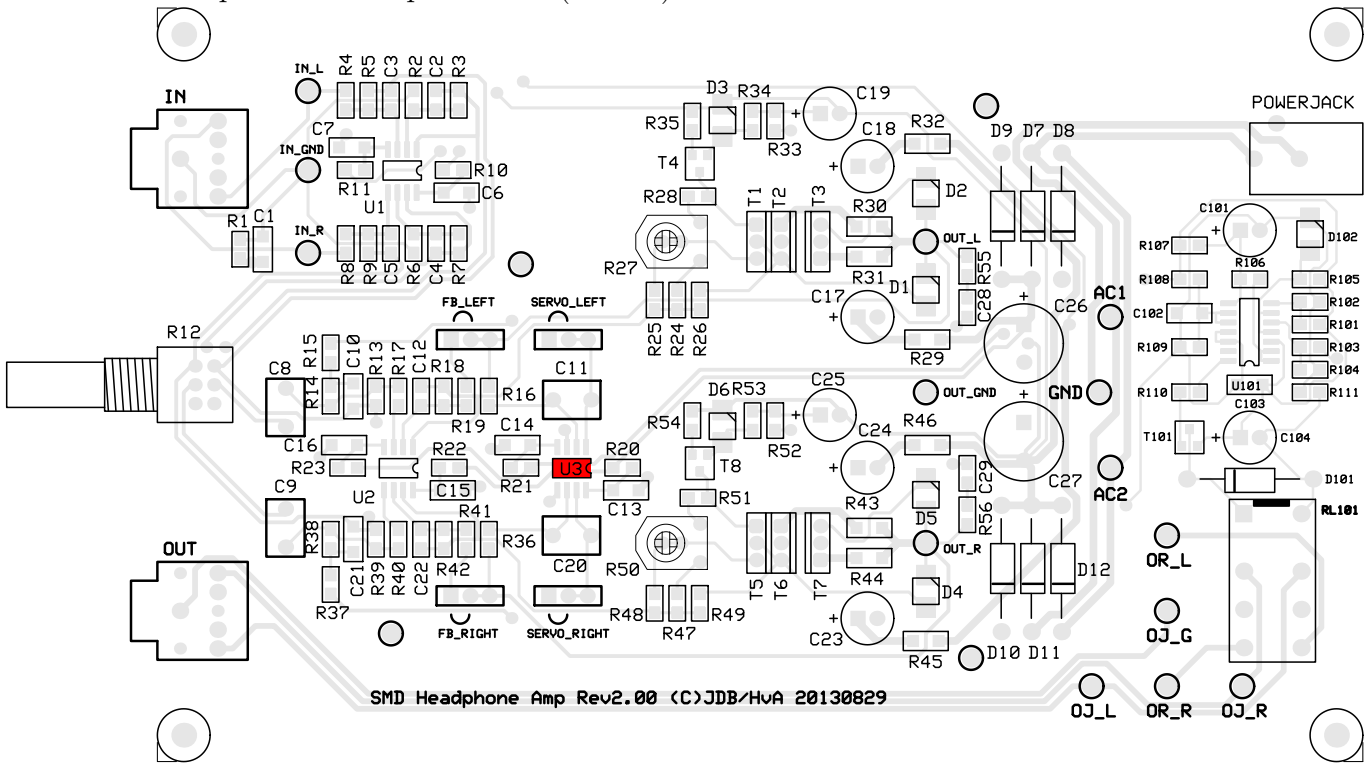 IN_L
R4 R5 C3 R2 C2 R3
IN
C7
IN_GND
R11
R10
C6
U1
R1 C1
IN_R
R8 R9 C5 R6 C4 R7
D3 R34
C19
R35
R33
C18
R32
T4
R28
T1 T2 T3
R30
D2
OUT_L
R27
R31
R55
C17
D1
C28
R25 R24 R26
R29
D9 D7 D8
POWERJACK
C101
D102
R107
R106
R108
R105
R102
C102
R101
R109
R103
R104
U101
R110
R111
C103
T101
C104
D101
RL101
AC1
C26
GND
AC2
C27
FB_LEFT SERVO_LEFT
R12
R15 C10 R13 R17 C12 R18
C8
C11
R14
R16
R19
C14
C16
R22
R20
R23
R21
U3
U2
C15
C13
C9
R41
R38
R36
C21 R39 R40 C22 R42
C20
R37
FB_RIGHT SERVO_RIGHT
OUT
D6 R53
C25
R54
R52
C24
R46
OUT_GND
T8
R51
R43
C29
D5
R56
R50
OUT_R
T5 T6 T7
R44
D4
R48 R47 R49
C23
R45
D12
D10 D11
OR_L
OJ_G
OJ_L OR_R OJ_R
SMD Headphone Amp Rev2.00 (C)JDB/HvA 20130829